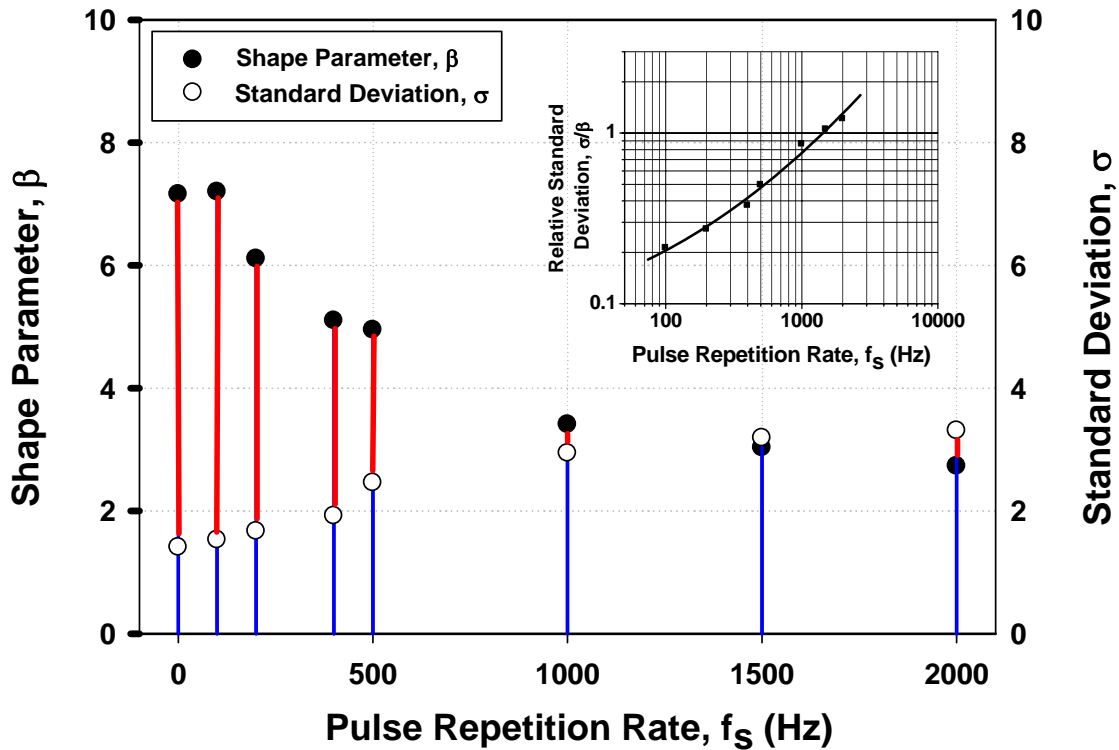 10
8
6
4
2
0
Shape Parameter, β
Shape Parameter, β
Standard Deviation, σ
Relative Standard
Deviation, σ/β
1
0.1
100 1000 10000
Pulse Repetition Rate, fS (Hz)
10
8
6
4
2
0
Standard Deviation, σ
0 500 1000 1500 2000
Pulse Repetition Rate, fS (Hz)